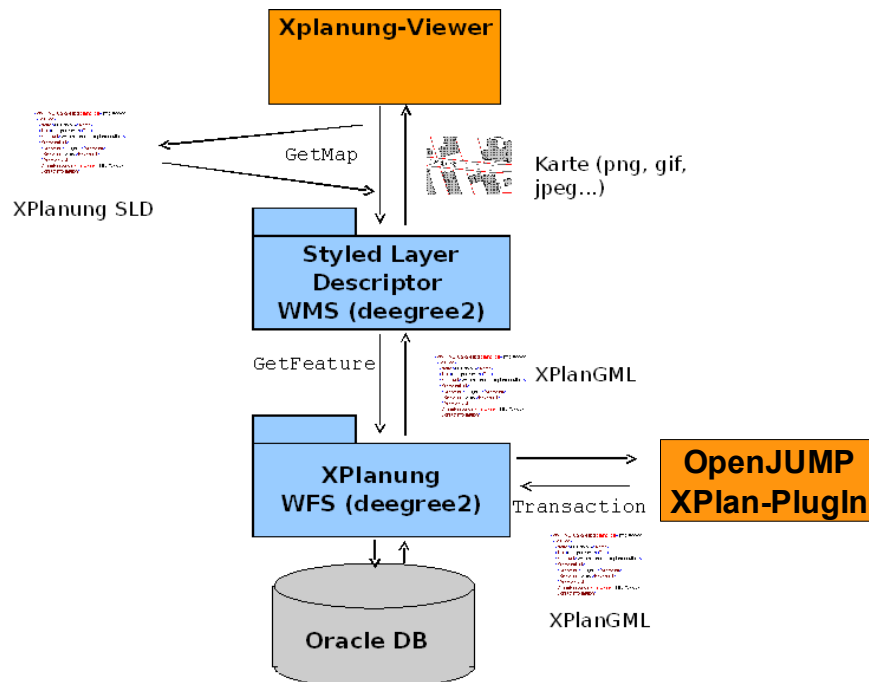 Xplanung-Viewer
GetMap
Karte (png, gif,
jpeg...)
XPlanung SLD
Styled Layer
Descriptor
WMS (deegree2)
GetFeature
XPlanGML
XPlanung
WFS (deegree2)
OpenJUMP
XPlan-PlugIn
Transaction
XPlanGML
Oracle DB